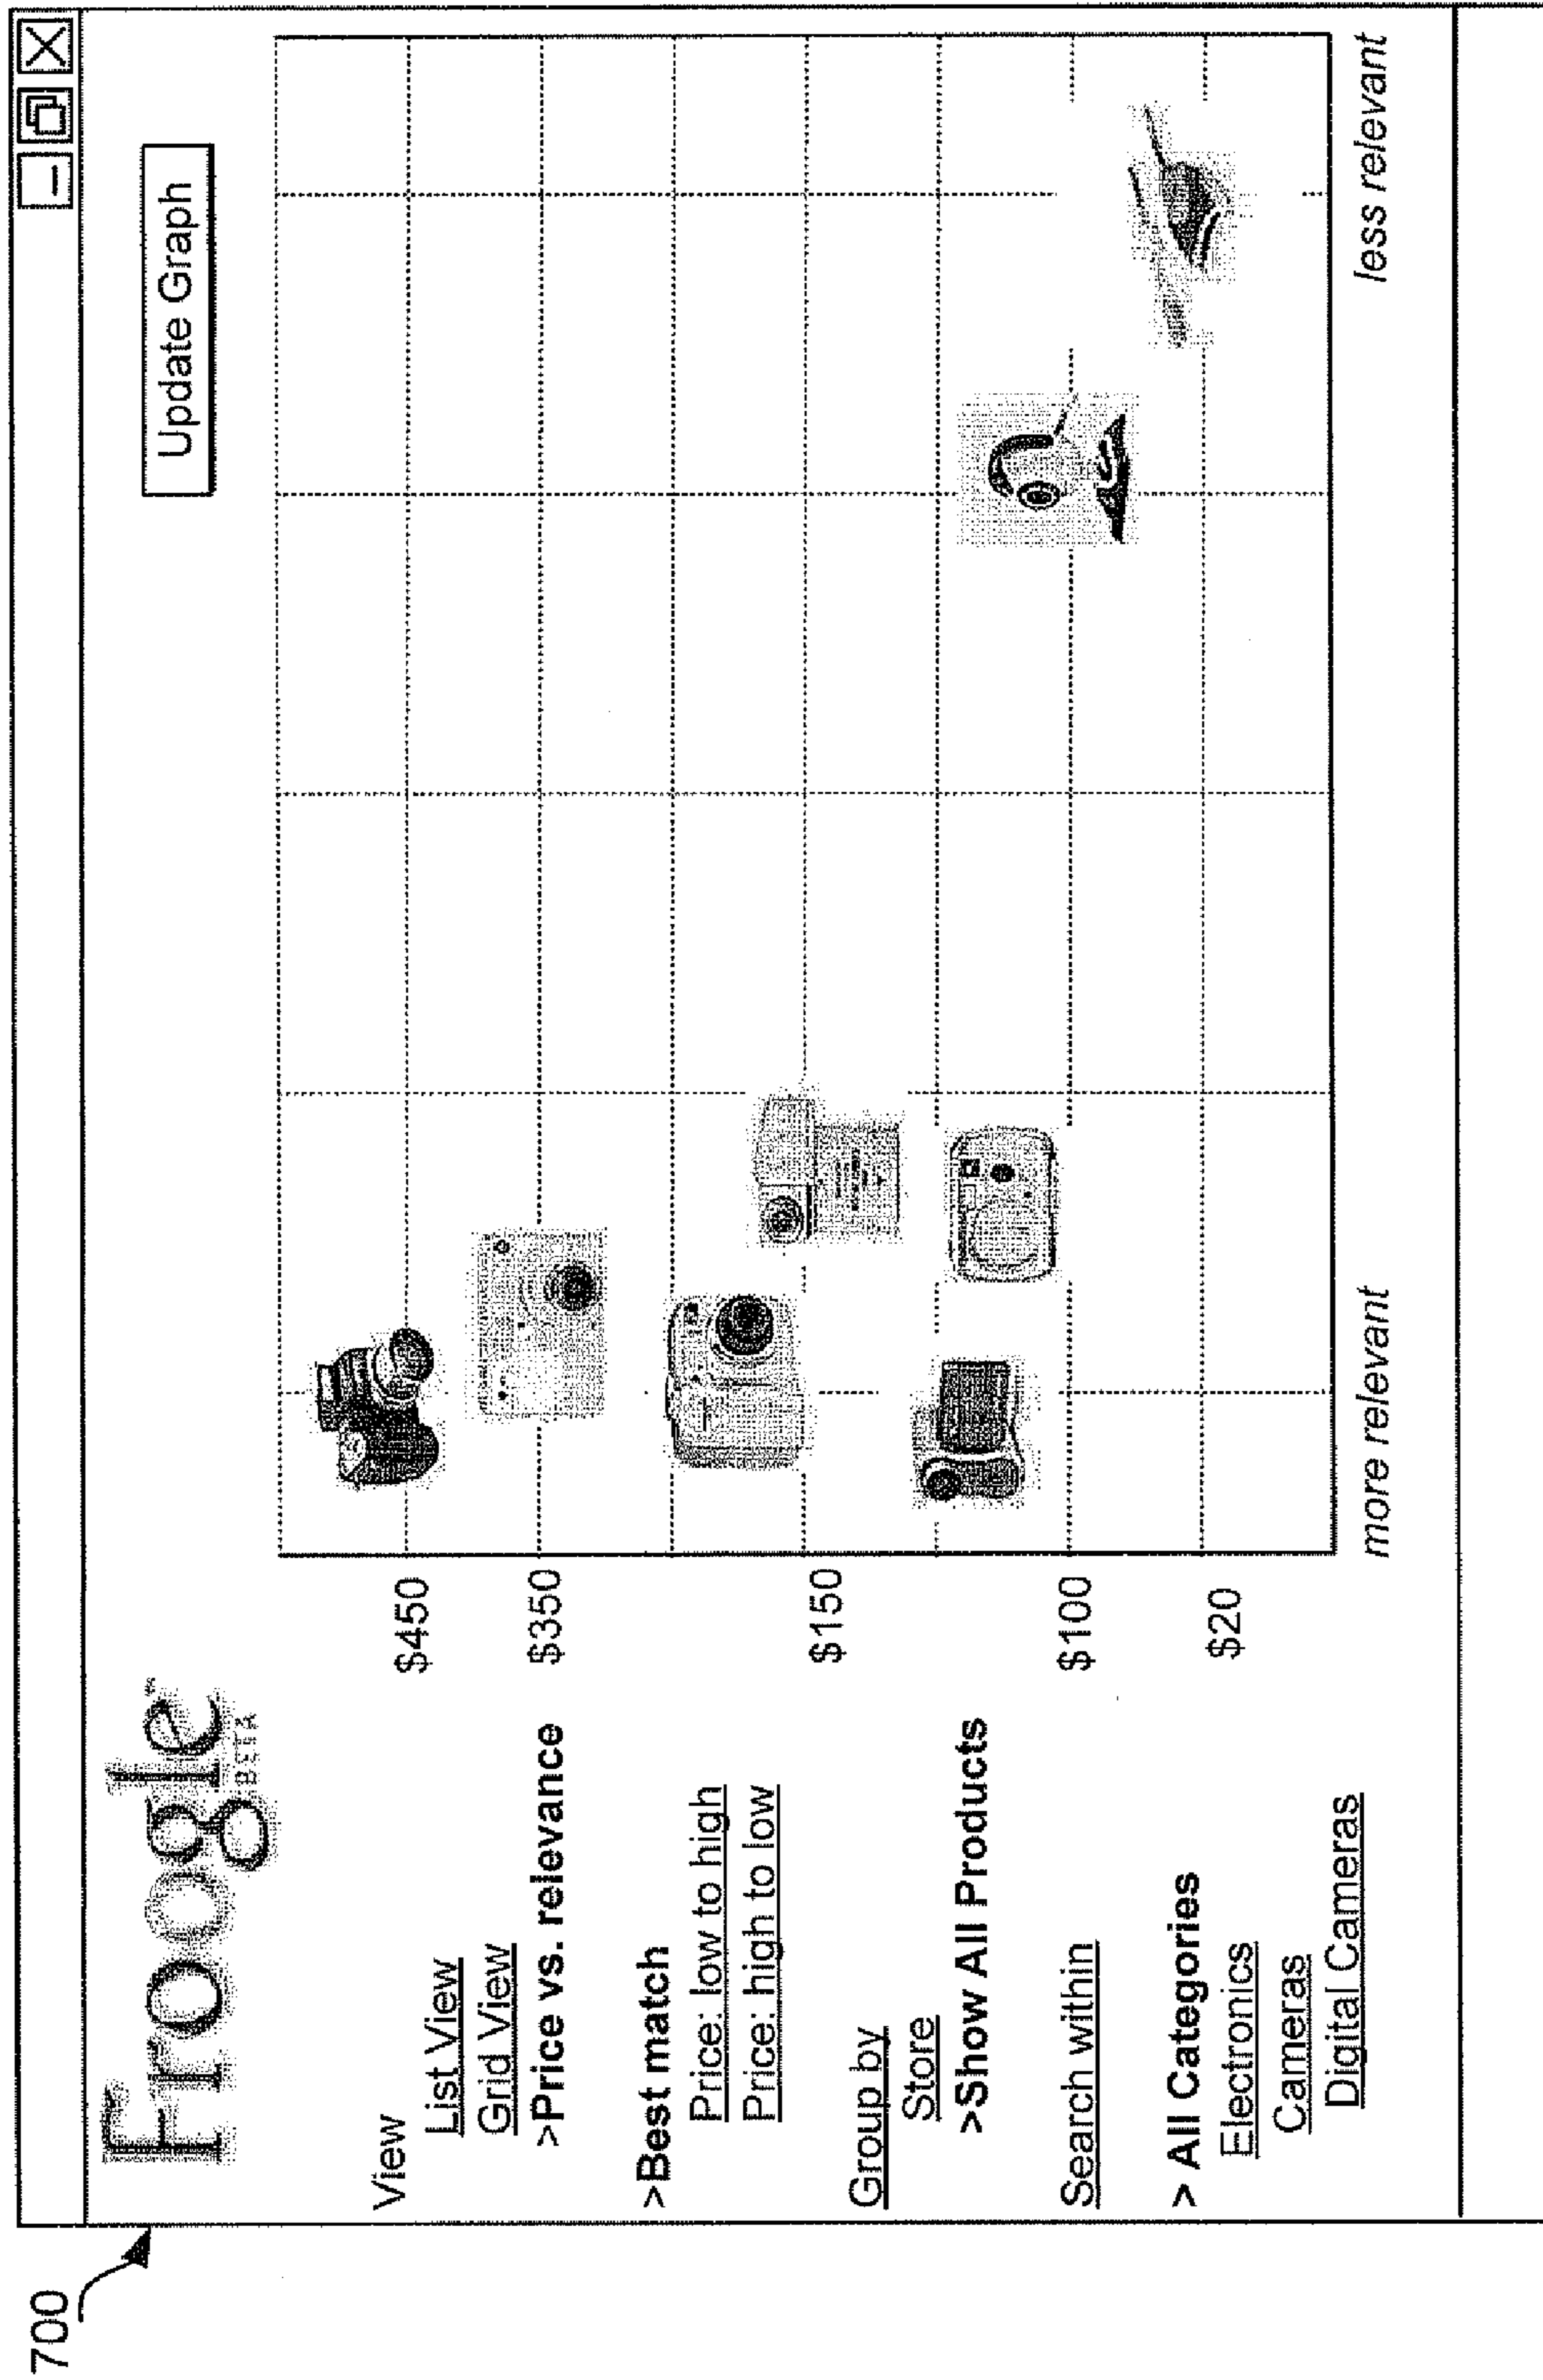 700
Froogle
BETA
Update Graph
View
List View
Grid View
>Price vs. relevance
>Best match
Price: low to high
Price: high to low
Group by
Store
>Show All Products
Search within
> All Categories
Electronics
Cameras
Digital Cameras
$450
$350
$150
$100
$20
more relevant
less relevant